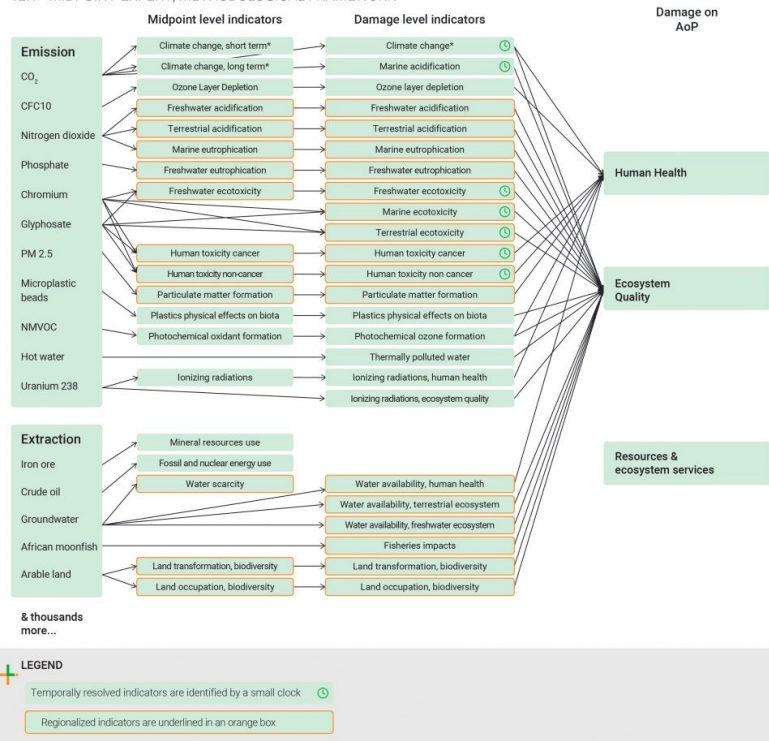 Midpoint level indicators
Damage level indicators
Damage on
AoP
Emission
CO2
CFC10
Nitrogen dioxide
Phosphate
Chromium
Glyphosate
PM 2.5
Microplastic
beads
NMVOC
Hot water
Uranium 238
Climate change, short term*
Climate change, long term*
Ozone Layer Depletion
Freshwater acidification
Terrestrial acidification
Marine eutrophication
Freshwater eutrophication
Freshwater ecotoxicity
Human toxicity cancer
Human toxicity non-cancer
Particulate matter formation
Plastics physical effects on biota
Photochemical oxidant formation
Ionizing radiations
Climate change*
Marine acidification
Ozone layer depletion
Freshwater acidification
Terrestrial acidification
Marine eutrophication
Freshwater eutrophication
Freshwater ecotoxicity
Marine ecotoxicity
Terrestrial ecotoxicity
Human toxicity cancer
Human toxicity non cancer
Particulate matter formation
Plastics physical effects on biota
Photochemical ozone formation
Thermally polluted water
Ionizing radiations, human health
Ionizing radiations, ecosystem quality
Human Health
Ecosystem
Quality
Resources &
ecosystem services
Extraction
Iron ore
Crude oil
Groundwater
African moonfish
Arable land
Mineral resources use
Fossil and nuclear energy use
Water scarcity
Land transformation, biodiversity
Land occupation, biodiversity
Water availability, human health
Water availability, terrestrial ecosystem
Water availability, freshwater ecosystem
Fisheries impacts
Land transformation, biodiversity
Land occupation, biodiversity
& thousands
more...
LEGEND
Temporally resolved indicators are identified by a small clock
Regionalized indicators are underlined in an orange box